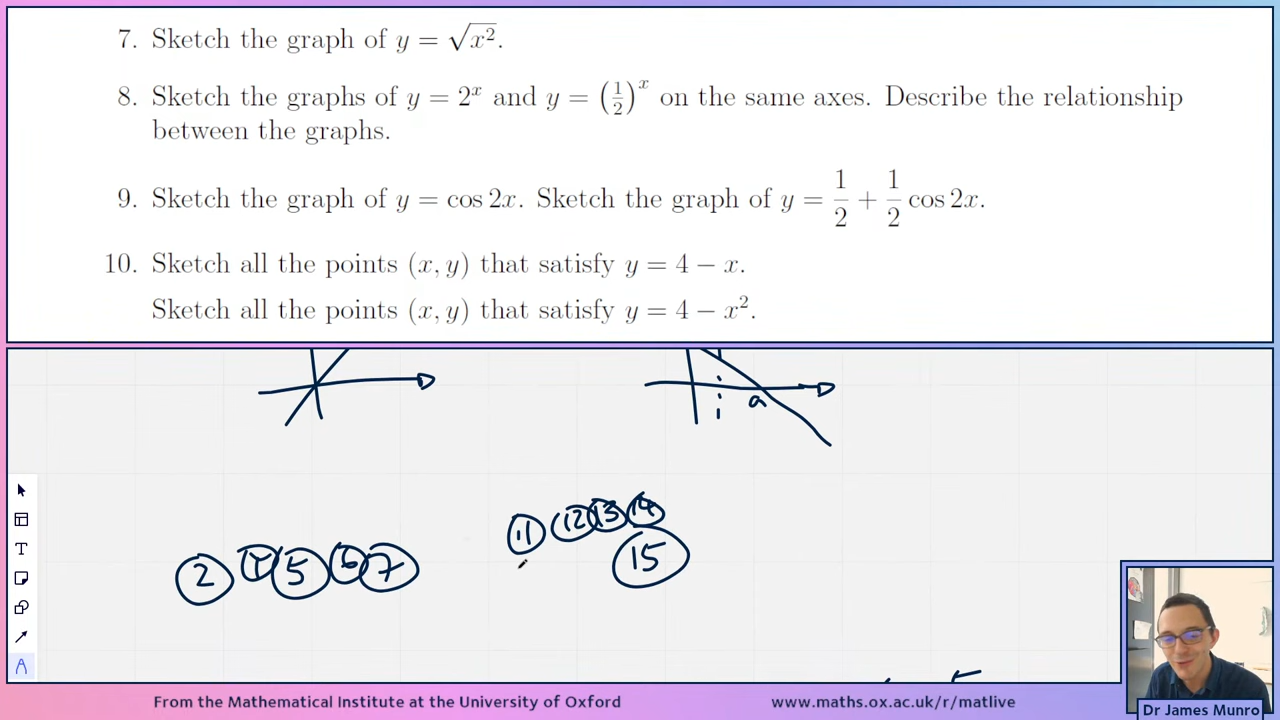 7. Sketch the graph of y = √x².
8. Sketch the graphs of y = 2ˣ and y = (1/2)ˣ on the same axes. Describe the relationship
between the graphs.
9. Sketch the graph of y = cos 2x. Sketch the graph of y = 1/2 + 1/2 cos 2x.
10. Sketch all the points (x, y) that satisfy y = 4 − x.
Sketch all the points (x, y) that satisfy y = 4 − x².
a
11 12 13 14
15
2 5 6 7
T
A
From the Mathematical Institute at the University of Oxford
www.maths.ox.ac.uk/r/matlive
Dr James Munro